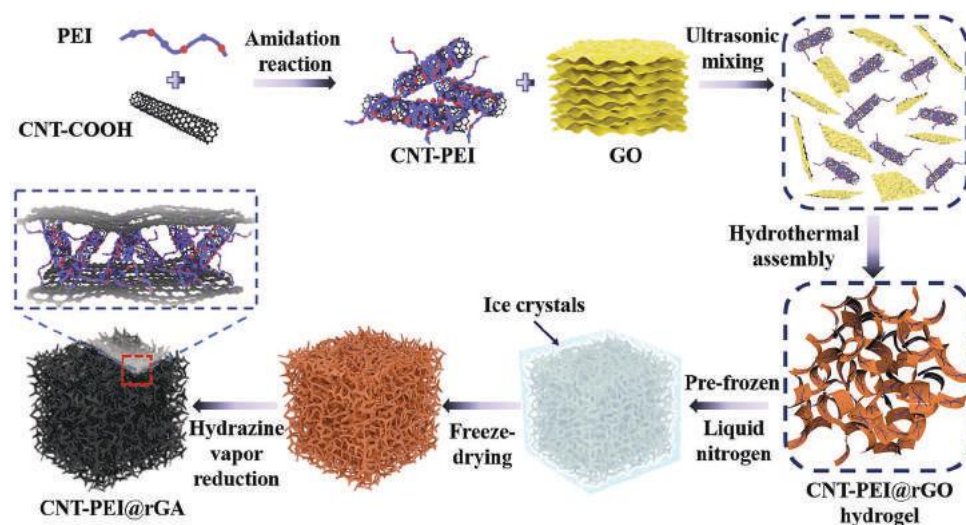 PEI
CNT-COOH
Amidation
reaction
CNT-PEI
GO
Ultrasonic
mixing
Hydrothermal
assembly
CNT-PEI@rGO
hydrogel
Pre-frozen
Liquid
nitrogen
Ice crystals
Freeze-
drying
Hydrazine
vapor
reduction
CNT-PEI@rGA